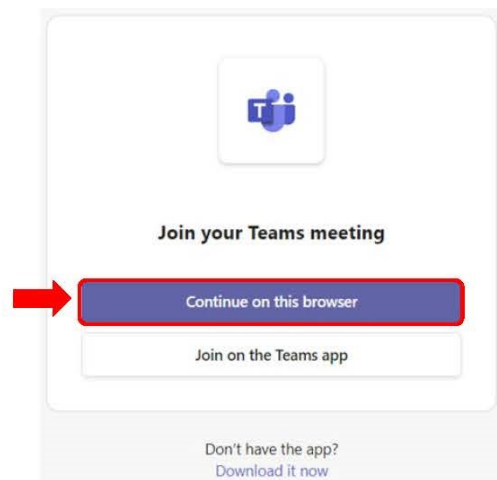 T
Join your Teams meeting
Continue on this browser
Join on the Teams app
Don't have the app?
Download it now